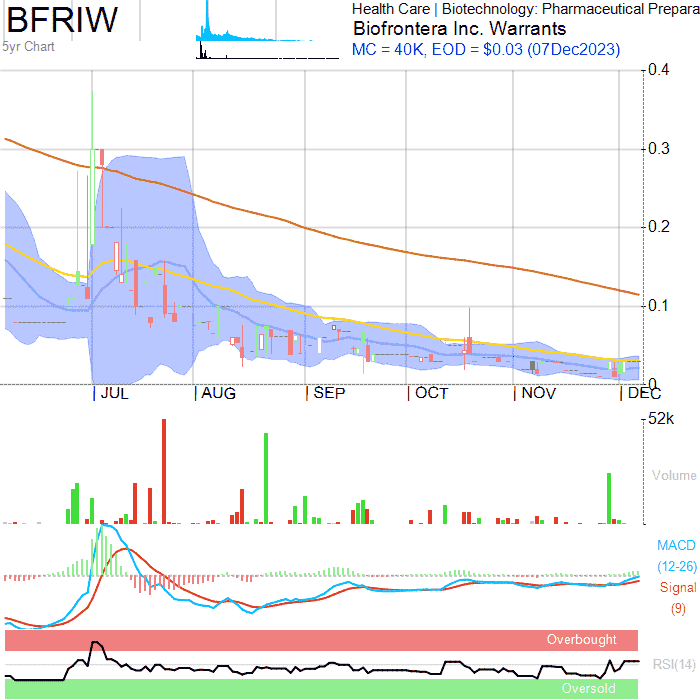 BFRIW
5yr Chart
Health Care | Biotechnology: Pharmaceutical Prepara
Biofrontera Inc. Warrants
MC = 40K, EOD = $0.03 (07Dec2023)
0.4
0.3
0.2
0.1
0
JUL AUG SEP OCT NOV DEC
52k
Volume
MACD
(12-26)
Signal
(9)
Overbought
RSI(14)
Oversold